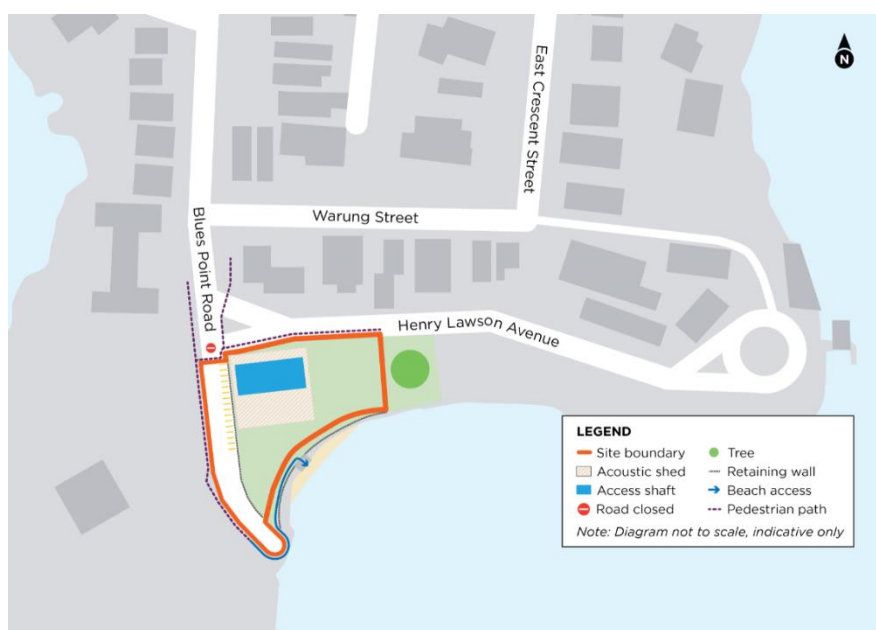 N
East Crescent Street
Warung Street
Blues Point Road
Henry Lawson Avenue
LEGEND
Site boundary
Acoustic shed
Access shaft
Road closed
Tree
Retaining wall
Beach access
Pedestrian path
Note: Diagram not to scale, indicative only